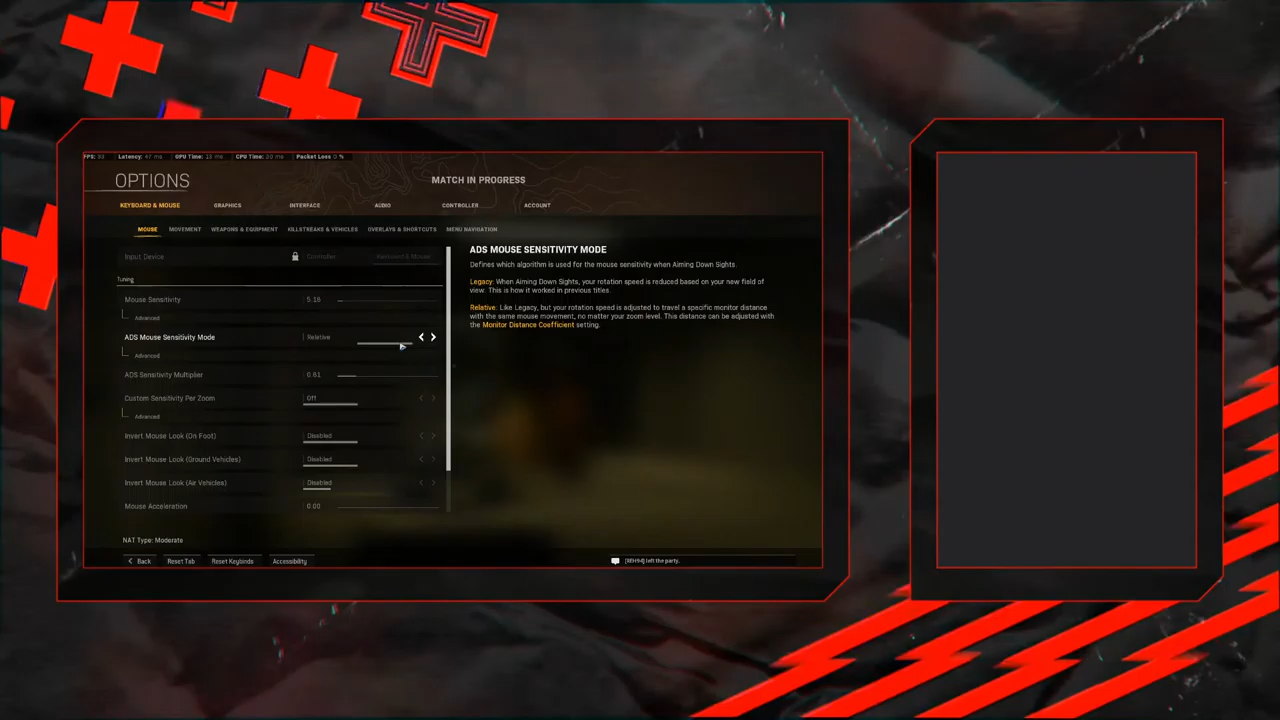 FPS: 83 Latency: 47 ms GPU Time: 13 ms CPU Time: 20 ms Packet Loss 0 %
OPTIONS
MATCH IN PROGRESS
KEYBOARD & MOUSE GRAPHICS INTERFACE AUDIO CONTROLLER ACCOUNT
MOUSE MOVEMENT WEAPONS & EQUIPMENT KILLSTREAKS & VEHICLES OVERLAYS & SHORTCUTS MENU NAVIGATION
Input Device Controller Keyboard & Mouse
Tuning
Mouse Sensitivity 5.16
Advanced
ADS Mouse Sensitivity Mode Relative
Advanced
ADS Sensitivity Multiplier 0.61
Custom Sensitivity Per Zoom Off
Advanced
Invert Mouse Look (On Foot) Disabled
Invert Mouse Look (Ground Vehicles) Disabled
Invert Mouse Look (Air Vehicles) Disabled
Mouse Acceleration 0.00
NAT Type: Moderate
Back Reset Tab Reset Keybinds Accessibility
ADS MOUSE SENSITIVITY MODE
Defines which algorithm is used for the mouse sensitivity when Aiming Down Sights.
Legacy: When Aiming Down Sights, your rotation speed is reduced based on your new field of
view. This is how it worked in previous titles.
Relative: Like Legacy, but your rotation speed is adjusted to travel a specific monitor distance
with the same mouse movement, no matter your zoom level. This distance can be adjusted with
the Monitor Distance Coefficient setting.
left the party.